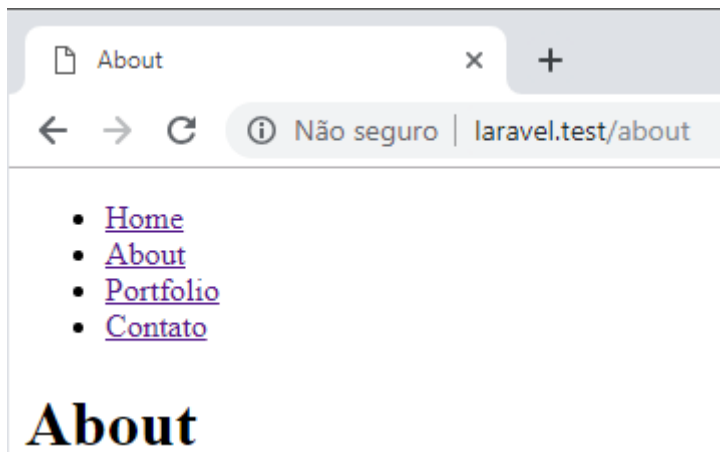 About
Não seguro | laravel.test/about
Home
About
Portfolio
Contato
About